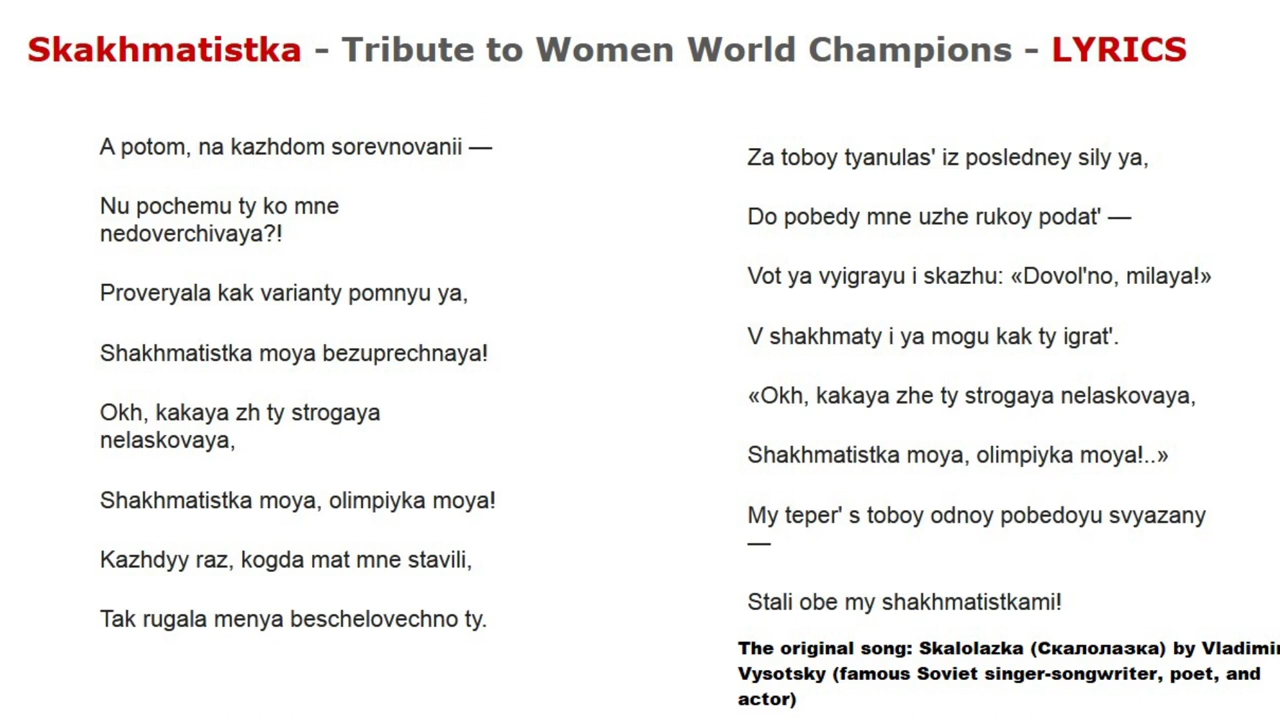 Skakhmatistka – Tribute to Women World Champions – LYRICS
A potom, na kazhdom sorevnovanii —
Nu pochemu ty ko mne
nedoverchivaya?!
Proveryala kak varianty pomnyu ya,
Shakhmatistka moya bezuprechnaya!
Okh, kakaya zh ty strogaya
nelaskovaya,
Shakhmatistka moya, olimpiyka moya!
Kazhdyy raz, kogda mat mne stavili,
Tak rugala menya beschelovechno ty.
Za toboy tyanulas' iz posledney sily ya,
Do pobedy mne uzhe rukoy podat' —
Vot ya vyigrayu i skazhu: «Dovol'no, milaya!»
V shakhmaty i ya mogu kak ty igrat'.
«Okh, kakaya zhe ty strogaya nelaskovaya,
Shakhmatistka moya, olimpiyka moya!..»
My teper' s toboy odnoy pobedoyu svyazany
—
Stali obe my shakhmatistkami!
The original song: Skalolazka (Скалолазка) by Vladimir
Vysotsky (famous Soviet singer-songwriter, poet, and
actor)